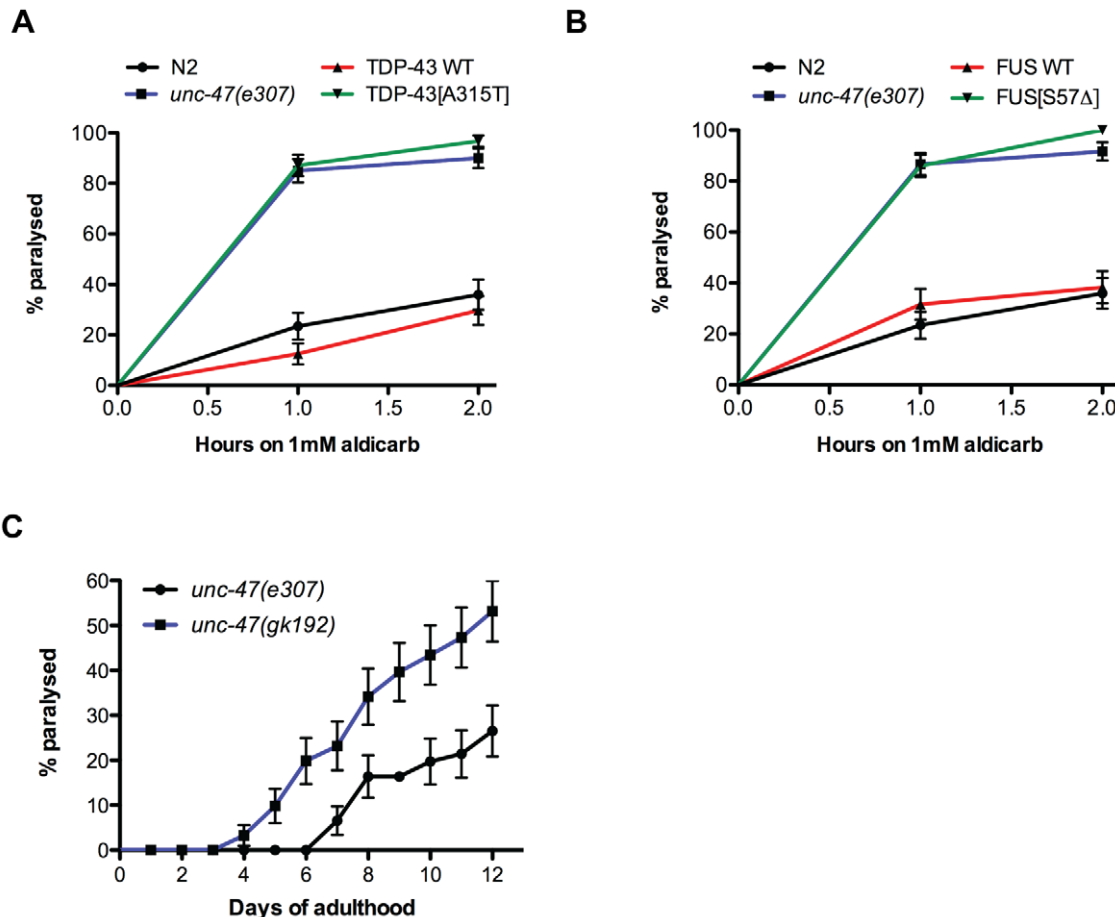 A
N2
TDP-43 WT
unc-47(e307)
TDP-43[A315T]
100
80
60
40
20
0
% paralysed
0.0 0.5 1.0 1.5 2.0
Hours on 1mM aldicarb
B
N2
FUS WT
unc-47(e307)
FUS[S57Δ]
100
80
60
40
20
0
% paralysed
0.0 0.5 1.0 1.5 2.0
Hours on 1mM aldicarb
C
unc-47(e307)
unc-47(gk192)
60
50
40
30
20
10
0
% paralysed
0 2 4 6 8 10 12
Days of adulthood